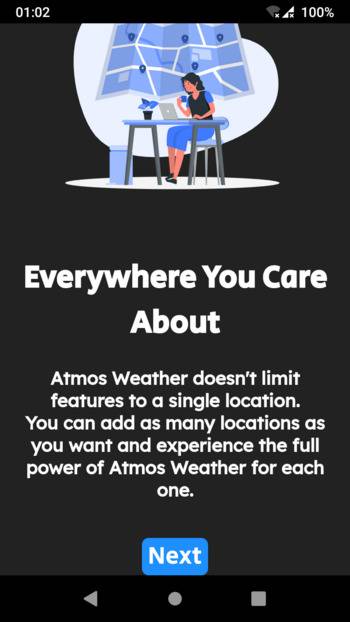 01:02
100%
Everywhere You Care
About
Atmos Weather doesn't limit
features to a single location.
You can add as many locations as
you want and experience the full
power of Atmos Weather for each
one.
Next